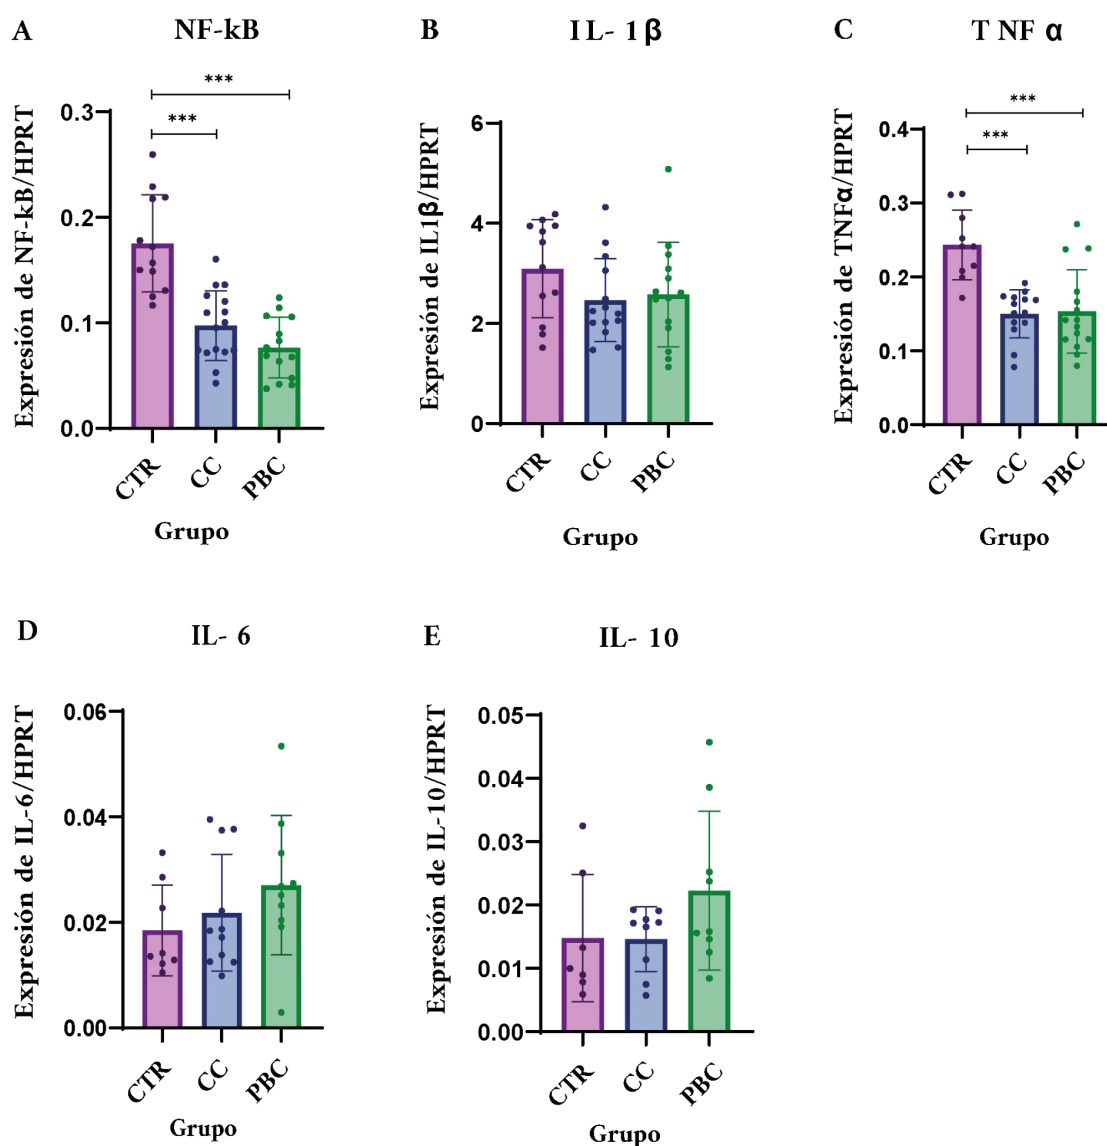 A
NF-kB
Expresión de NF-kB/HPRT
***
***
0.3
0.2
0.1
0.0
CTR
CC
PBC
Grupo
B
IL- 1β
Expresión de IL1β/HPRT
6
4
2
0
CTR
CC
PBC
Grupo
C
T NF α
Expresión de TNFα/HPRT
***
***
0.4
0.3
0.2
0.1
0.0
CTR
CC
PBC
Grupo
D
IL- 6
Expresión de IL-6/HPRT
0.06
0.04
0.02
0.00
CTR
CC
PBC
Grupo
E
IL- 10
Expresión de IL-10/HPRT
0.05
0.04
0.03
0.02
0.01
0.00
CTR
CC
PBC
Grupo